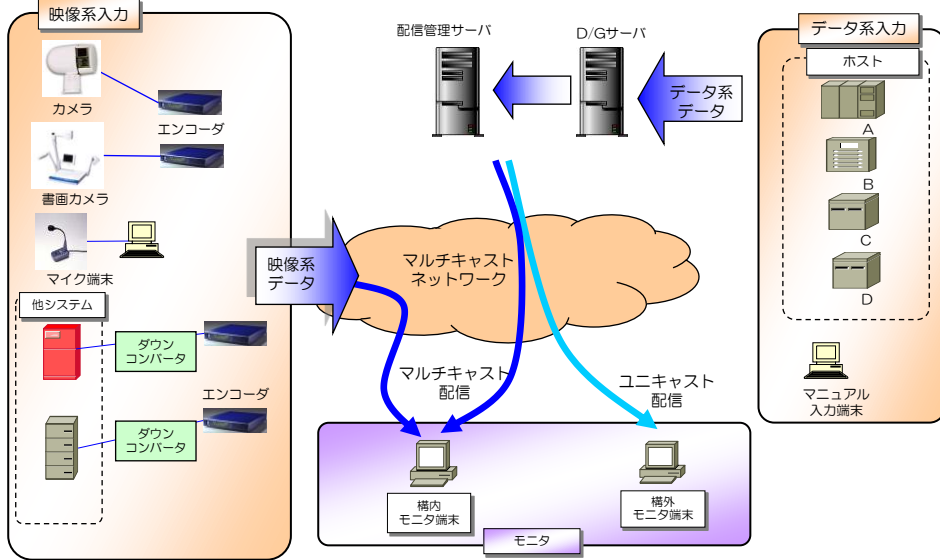 映像系入力
カメラ
エンコーダ
書画カメラ
マイク端末
他システム
ダウン
コンバータ
エンコーダ
ダウン
コンバータ
映像系
データ
配信管理サーバ
D/Gサーバ
データ系
データ
マルチキャスト
ネットワーク
マルチキャスト
配信
ユニキャスト
配信
構内
モニタ端末
構外
モニタ端末
モニタ
データ系入力
ホスト
A
B
C
D
マニュアル
入力端末